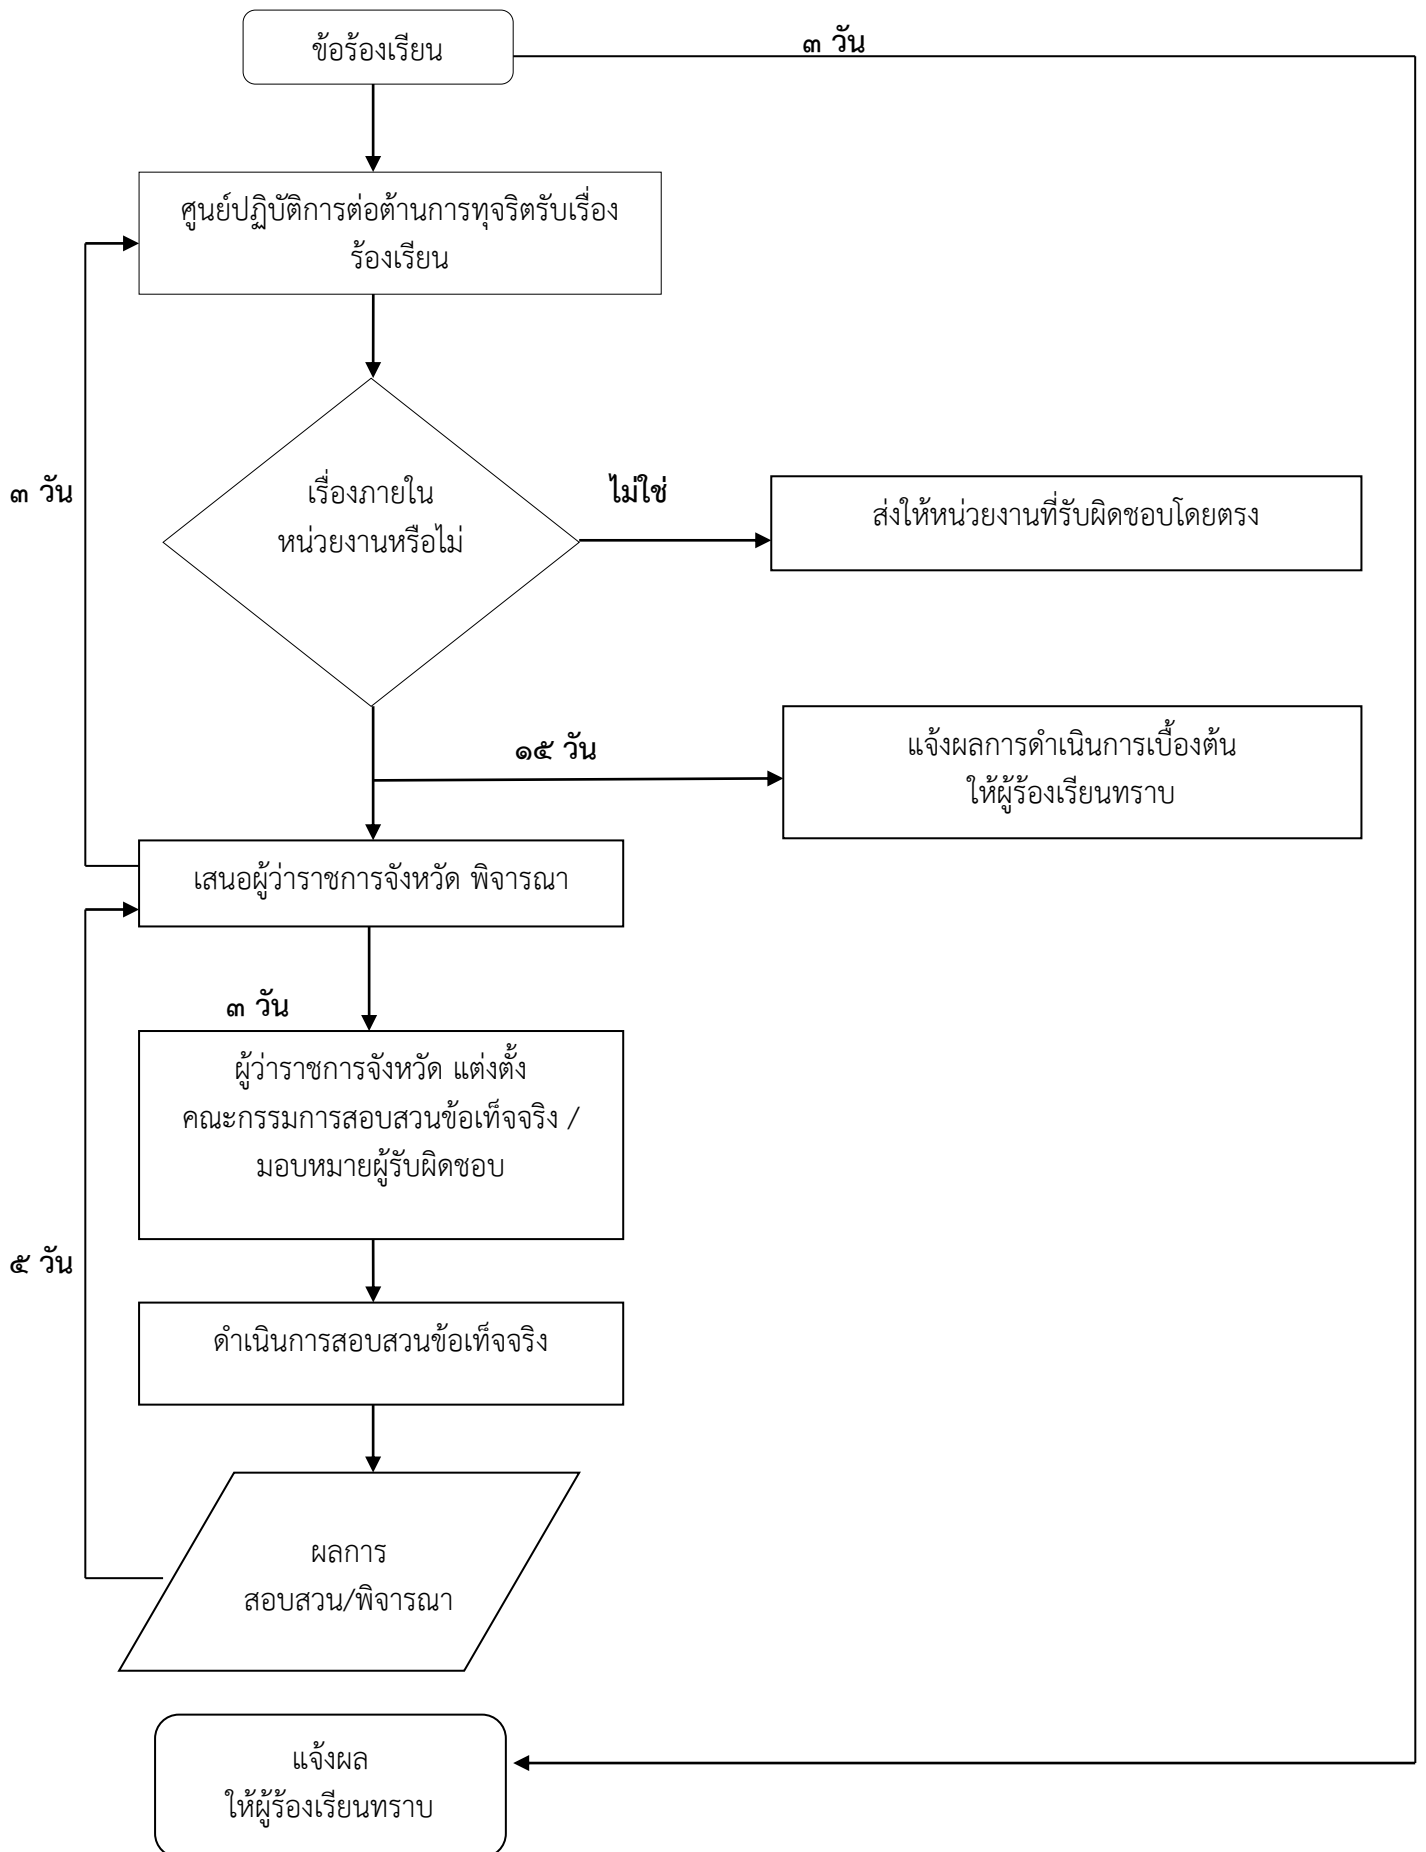 ข้อร้องเรียน
๓ วัน
ศูนย์ปฏิบัติการต่อต้านการทุจริตรับเรื่อง
ร้องเรียน
๓ วัน
เรื่องภายใน
หน่วยงานหรือไม่
ไม่ใช่
ส่งให้หน่วยงานที่รับผิดชอบโดยตรง
๑๕ วัน
แจ้งผลการดำเนินการเบื้องต้น
ให้ผู้ร้องเรียนทราบ
เสนอผู้ว่าราชการจังหวัด พิจารณา
๓ วัน
ผู้ว่าราชการจังหวัด แต่งตั้ง
คณะกรรมการสอบสวนข้อเท็จจริง /
มอบหมายผู้รับผิดชอบ
๕ วัน
ดำเนินการสอบสวนข้อเท็จจริง
ผลการ
สอบสวน/พิจารณา
แจ้งผล
ให้ผู้ร้องเรียนทราบ